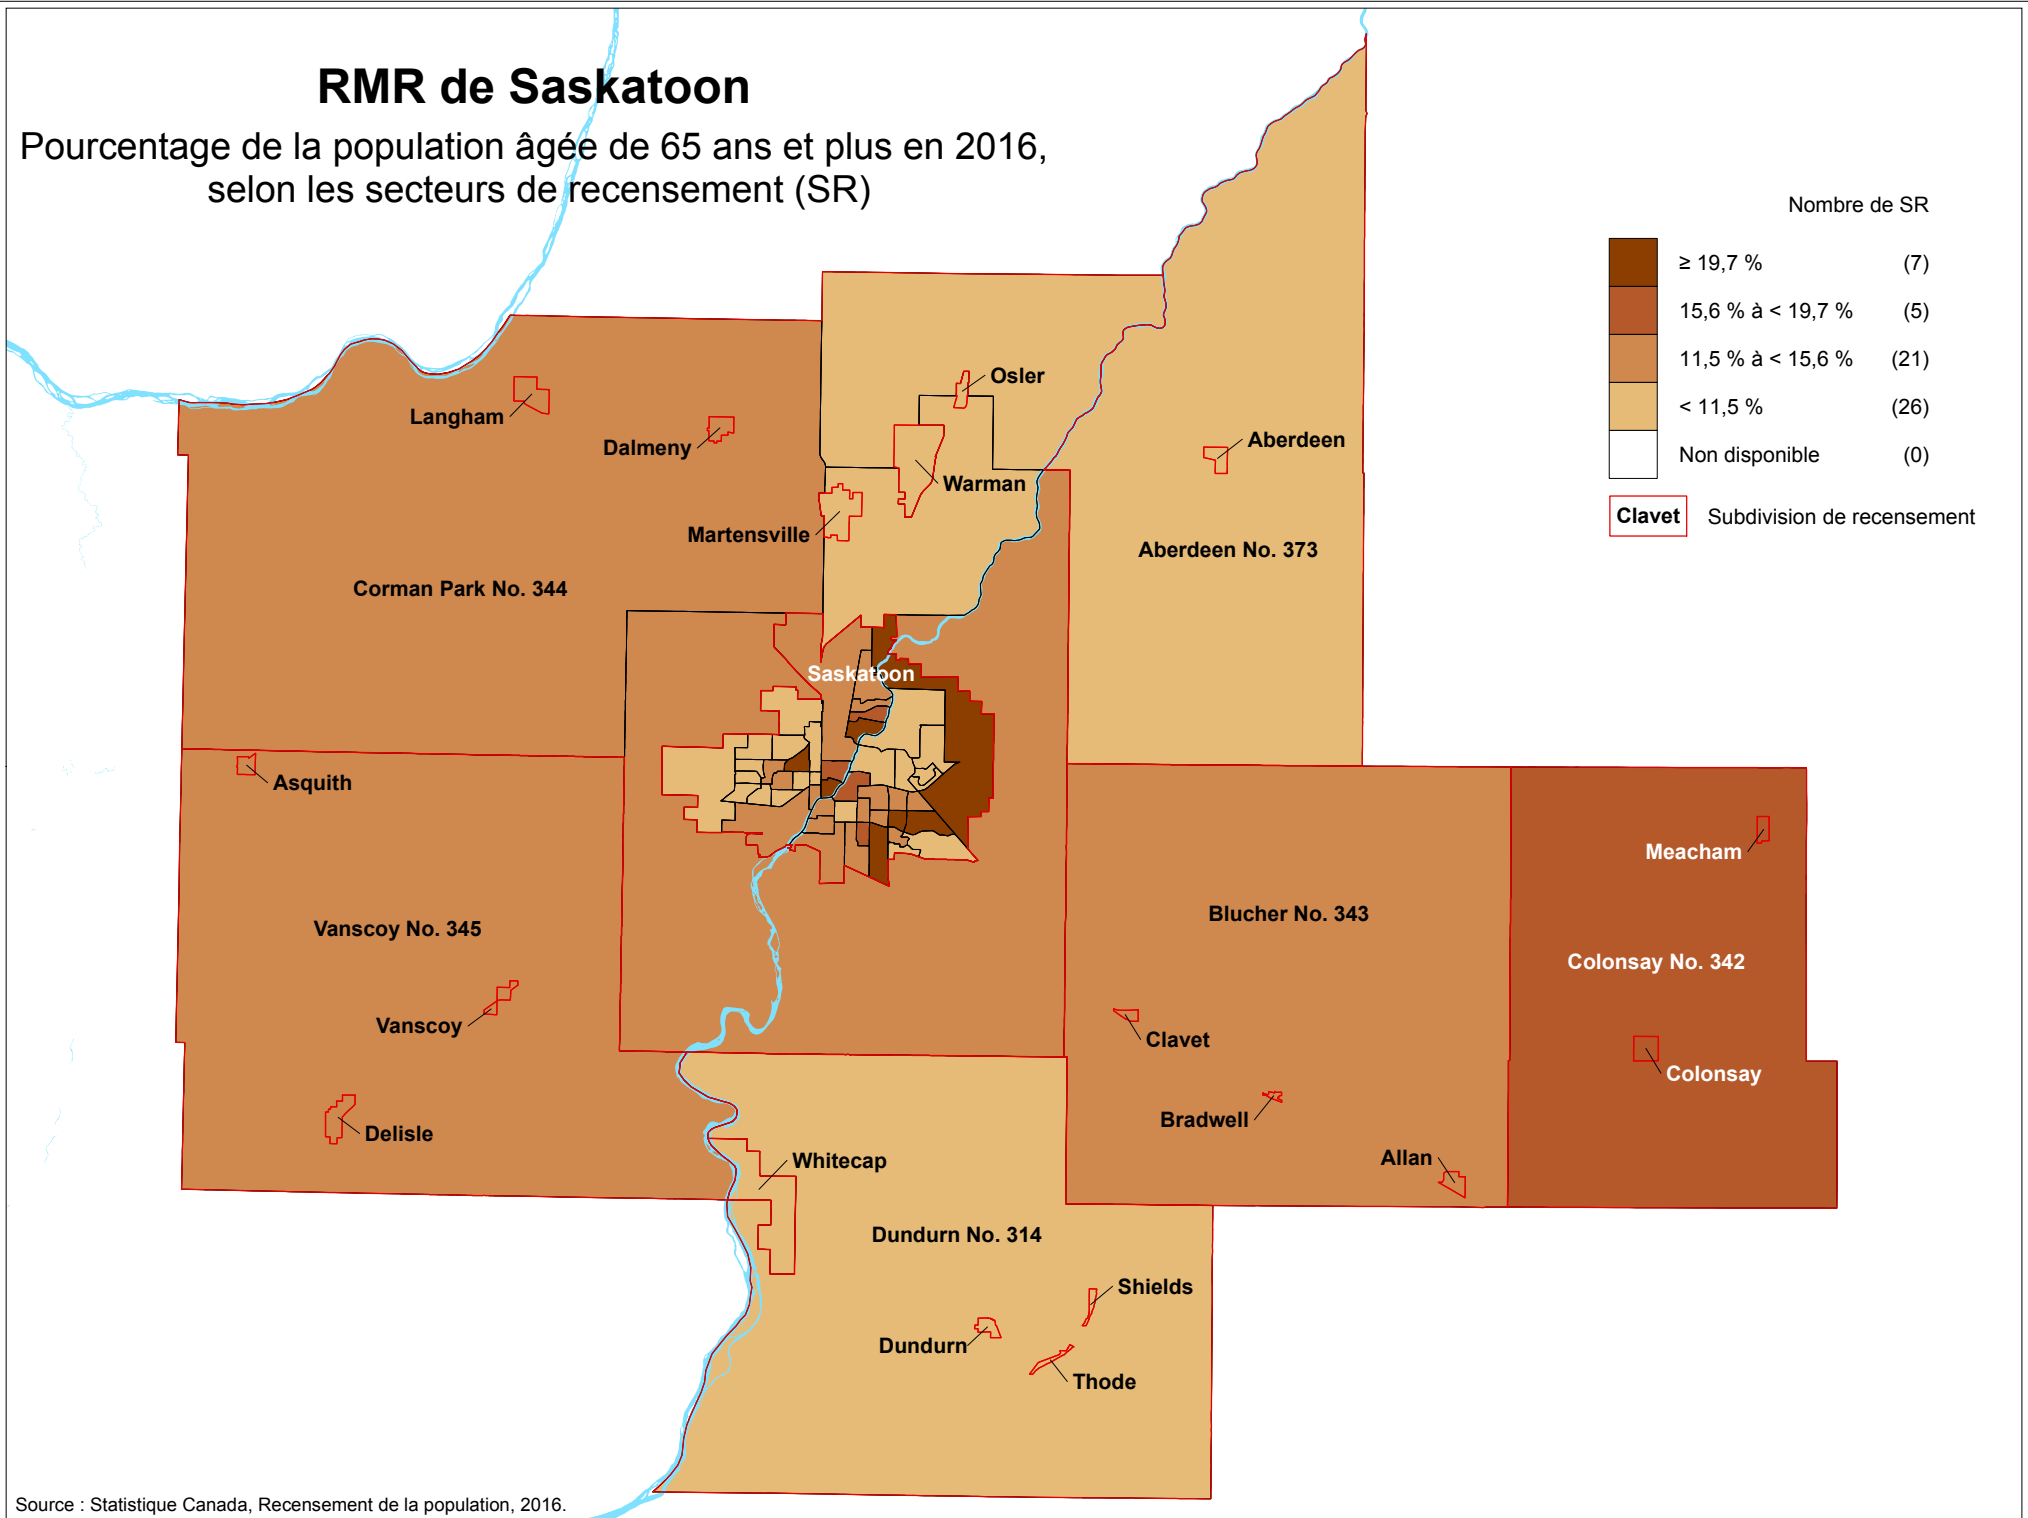 RMR de Saskatoon
Pourcentage de la population âgée de 65 ans et plus en 2016,
selon les secteurs de recensement (SR)
Nombre de SR
≥ 19,7 % (7)
15,6 % à < 19,7 % (5)
11,5 % à < 15,6 % (21)
< 11,5 % (26)
Non disponible (0)
Clavet Subdivision de recensement
Osler
Langham
Dalmeny
Aberdeen
Warman
Martensville
Aberdeen No. 373
Corman Park No. 344
Saskatoon
Asquith
Meacham
Blucher No. 343
Vanscoy No. 345
Colonsay No. 342
Vanscoy
Clavet
Colonsay
Bradwell
Delisle
Allan
Whitecap
Dundurn No. 314
Shields
Dundurn
Thode
Source : Statistique Canada, Recensement de la population, 2016.